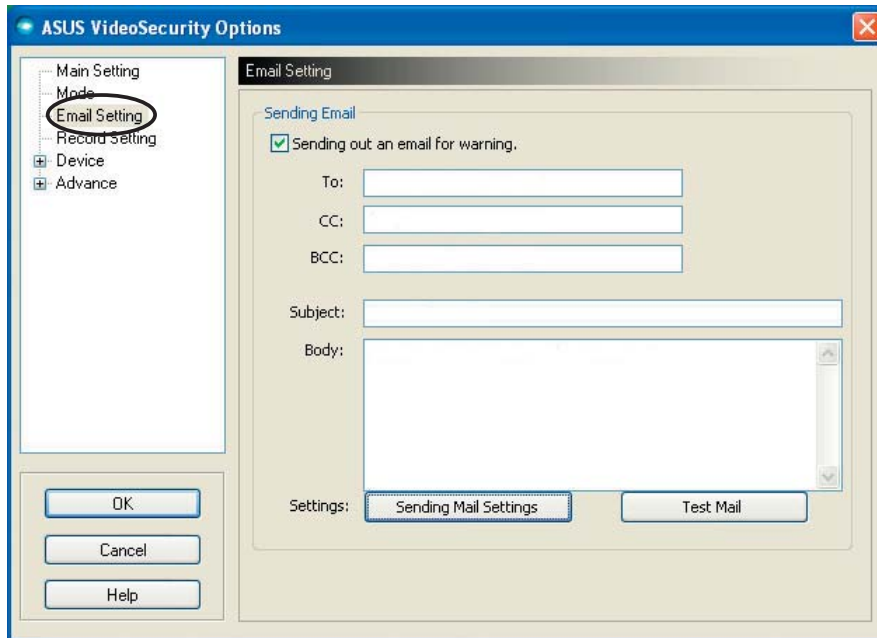 ASUS VideoSecurity Options
Main Setting
Mode
Email Setting
Record Setting
Device
Advance
OK
Cancel
Help
Email Setting
Sending Email
Sending out an email for warning.
To:
CC:
BCC:
Subject:
Body:
Settings: Sending Mail Settings Test Mail